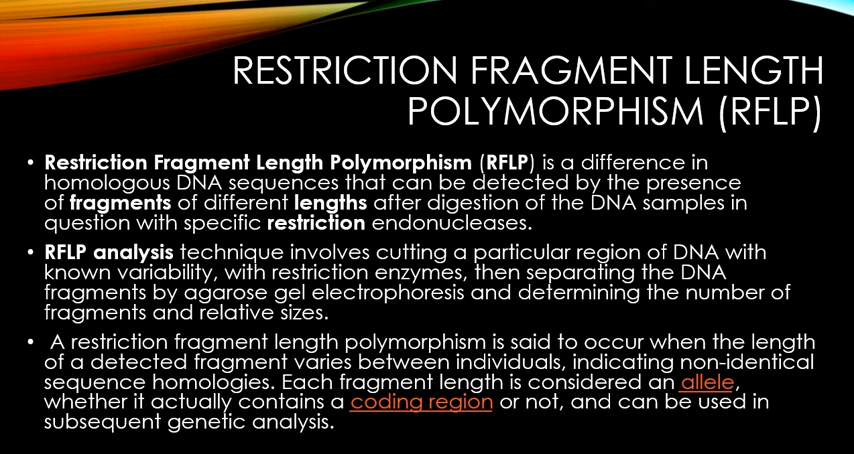 RESTRICTION FRAGMENT LENGTH
POLYMORPHISM (RFLP)
• Restriction Fragment Length Polymorphism (RFLP) is a difference in
homologous DNA sequences that can be detected by the presence
of fragments of different lengths after digestion of the DNA samples in
question with specific restriction endonucleases.
• RFLP analysis technique involves cutting a particular region of DNA with
known variability, with restriction enzymes, then separating the DNA
fragments by agarose gel electrophoresis and determining the number of
fragments and relative sizes.
• A restriction fragment length polymorphism is said to occur when the length
of a detected fragment varies between individuals, indicating non-identical
sequence homologies. Each fragment length is considered an allele,
whether it actually contains a coding region or not, and can be used in
subsequent genetic analysis.